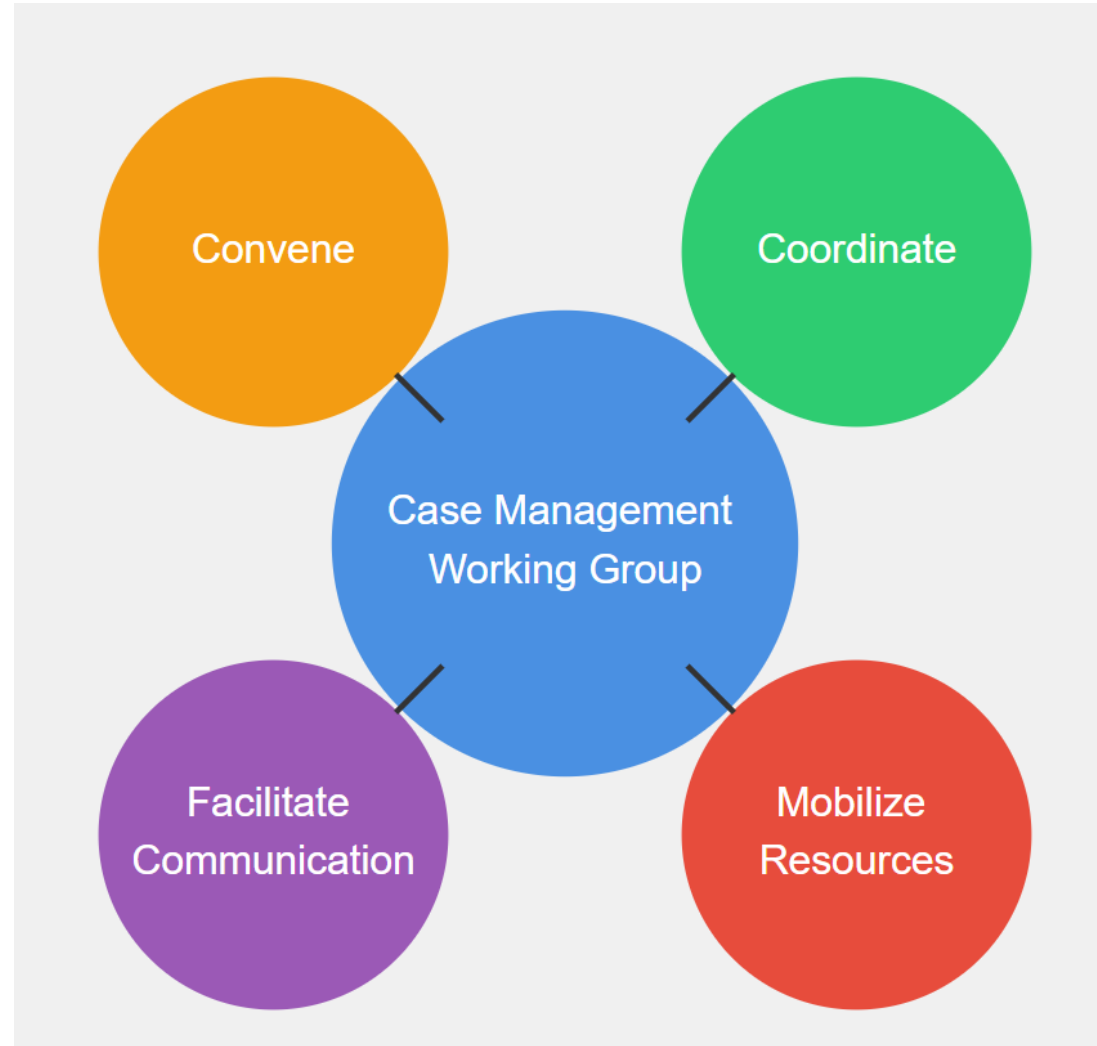 Convene
Coordinate
Case Management
Working Group
Facilitate
Communication
Mobilize
Resources